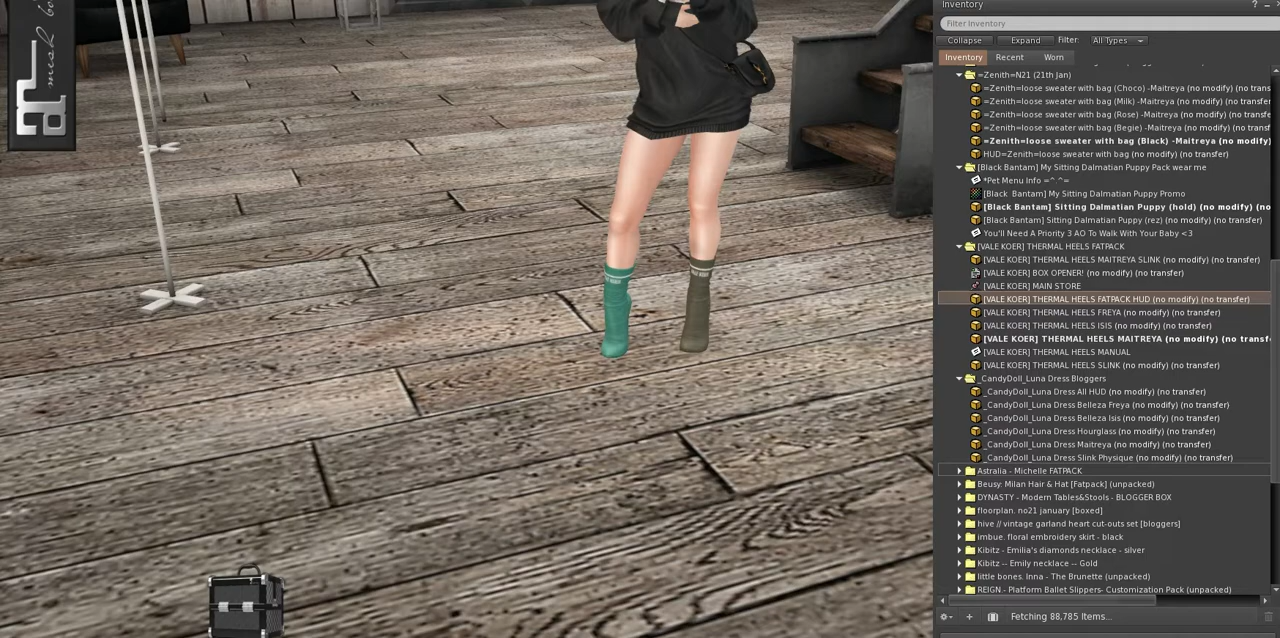 mesh bo
Inventory
Filter Inventory
Collapse Expand Filter: All Types
Inventory Recent Worn
=Zenith=N21 (21th Jan)
=Zenith=loose sweater with bag (Choco) -Maitreya (no modify) (no trans
=Zenith=loose sweater with bag (Milk) -Maitreya (no modify) (no transfe
=Zenith=loose sweater with bag (Rose) -Maitreya (no modify) (no transfe
=Zenith=loose sweater with bag (Begie) -Maitreya (no modify) (no transf
=Zenith=loose sweater with bag (Black) -Maitreya (no modify)
HUD=Zenith=loose sweater with bag (no modify) (no transfer)
[Black Bantam] My Sitting Dalmatian Puppy Pack wear me
*Pet Menu Info =^.^=
[Black Bantam] My Sitting Dalmatian Puppy Promo
[Black Bantam] Sitting Dalmatian Puppy (hold) (no modify) (no
[Black Bantam] Sitting Dalmatian Puppy (rez) (no modify) (no transfer)
You'll Need A Priority 3 AO To Walk With Your Baby <3
[VALE KOER] THERMAL HEELS FATPACK
[VALE KOER] THERMAL HEELS MAITREYA SLINK (no modify) (no transfer)
[VALE KOER] BOX OPENER! (no modify) (no transfer)
[VALE KOER] MAIN STORE
[VALE KOER] THERMAL HEELS FATPACK HUD (no modify) (no transfer)
[VALE KOER] THERMAL HEELS FREYA (no modify) (no transfer)
[VALE KOER] THERMAL HEELS ISIS (no modify) (no transfer)
[VALE KOER] THERMAL HEELS MAITREYA (no modify) (no transf
[VALE KOER] THERMAL HEELS MANUAL
[VALE KOER] THERMAL HEELS SLINK (no modify) (no transfer)
_CandyDoll_Luna Dress Bloggers
_CandyDoll_Luna Dress All HUD (no modify) (no transfer)
_CandyDoll_Luna Dress Belleza Freya (no modify) (no transfer)
_CandyDoll_Luna Dress Belleza Isis (no modify) (no transfer)
_CandyDoll_Luna Dress Hourglass (no modify) (no transfer)
_CandyDoll_Luna Dress Maitreya (no modify) (no transfer)
_CandyDoll_Luna Dress Slink Physique (no modify) (no transfer)
Astralia - Michelle FATPACK
Beusy: Milan Hair & Hat [Fatpack] (unpacked)
DYNASTY - Modern Tables&Stools - BLOGGER BOX
floorplan. no21 january [boxed]
hive // vintage garland heart cut-outs set [bloggers]
imbue. floral embroidery skirt - black
Kibitz - Emilia's diamonds necklace - silver
Kibitz -- Emily necklace -- Gold
little bones. Inna - The Brunette (unpacked)
REIGN - Platform Ballet Slippers- Customization Pack (unpacked)
Fetching 88,785 Items...